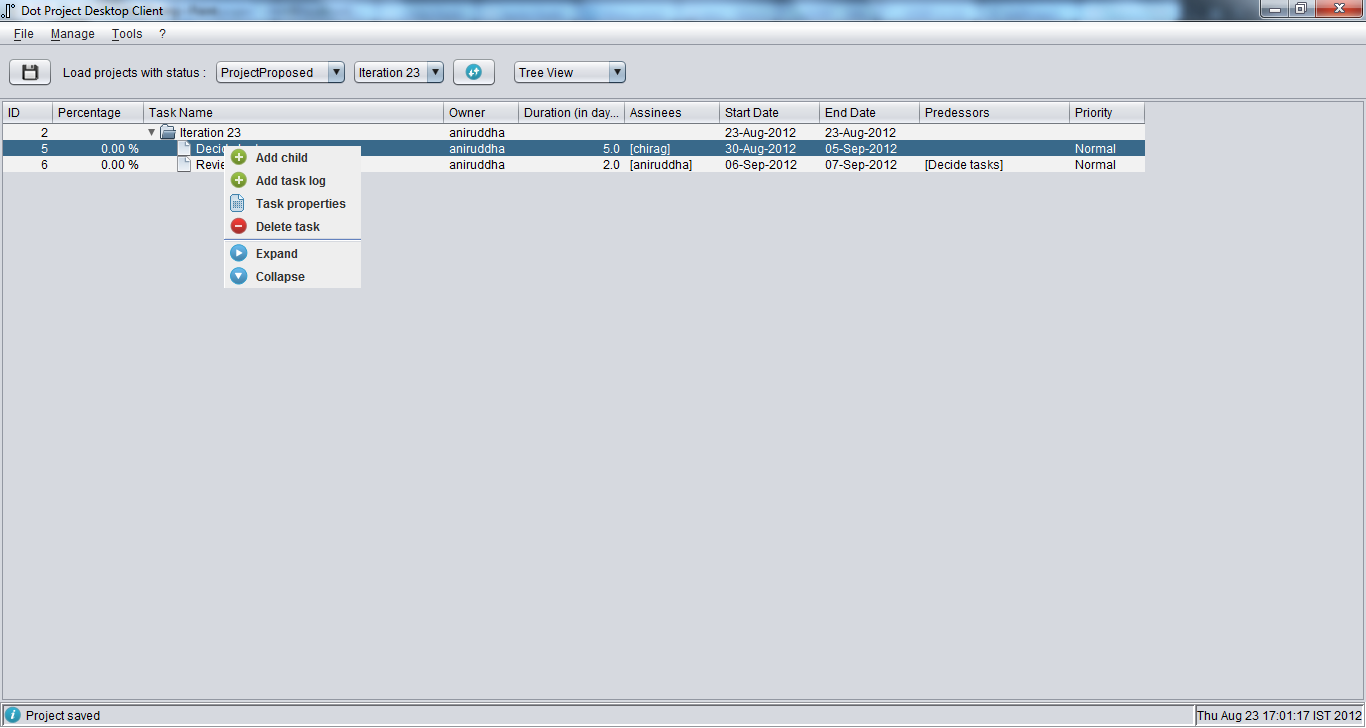 Dot Project Desktop Client
File Manage Tools ?
Load projects with status : ProjectProposed Iteration 23 Tree View
ID Percentage Task Name Owner Duration (in day... Assinees Start Date End Date Predessors Priority
2 Iteration 23 aniruddha 23-Aug-2012 23-Aug-2012
5 0.00 % aniruddha 5.0 [chirag] 30-Aug-2012 05-Sep-2012 Normal
6 0.00 % aniruddha 2.0 [aniruddha] 06-Sep-2012 07-Sep-2012 [Decide tasks] Normal
Add child
Add task log
Task properties
Delete task
Expand
Collapse
Project saved
Thu Aug 23 17:01:17 IST 2012